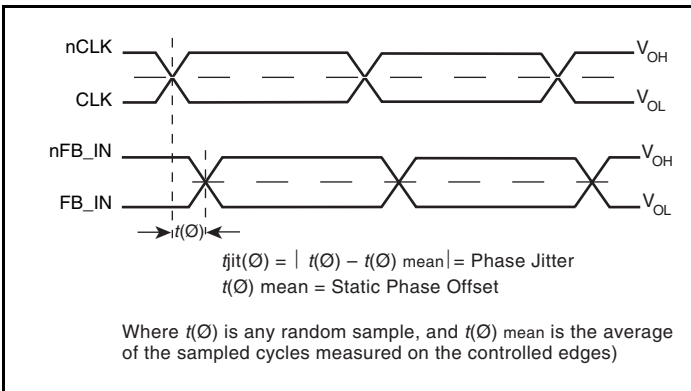 nCLK
V_OH
CLK
V_OL
nFB_IN
V_OH
FB_IN
V_OL
t(Ø)
tjit(Ø) = | t(Ø) – t(Ø) mean| = Phase Jitter
t(Ø) mean = Static Phase Offset
Where t(Ø) is any random sample, and t(Ø) mean is the average
of the sampled cycles measured on the controlled edges)